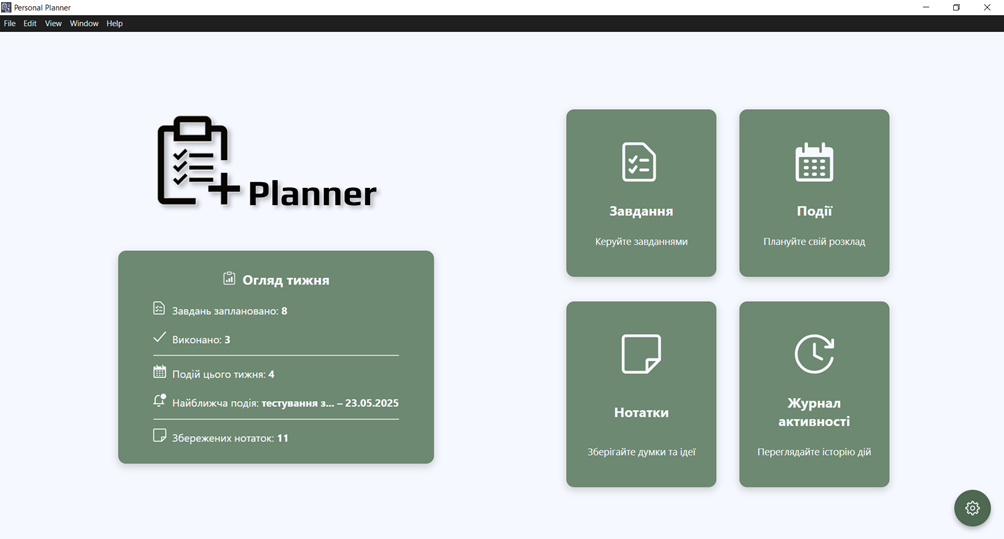 Personal Planner
File Edit View Window Help
Planner
Огляд тижня
Завдань заплановано: 8
Виконано: 3
Подій цього тижня: 4
Найближча подія: тестування з... – 23.05.2025
Збережених нотаток: 11
Завдання
Керуйте завданнями
Події
Плануйте свій розклад
Нотатки
Зберігайте думки та ідеї
Журнал
активності
Переглядайте історію дій